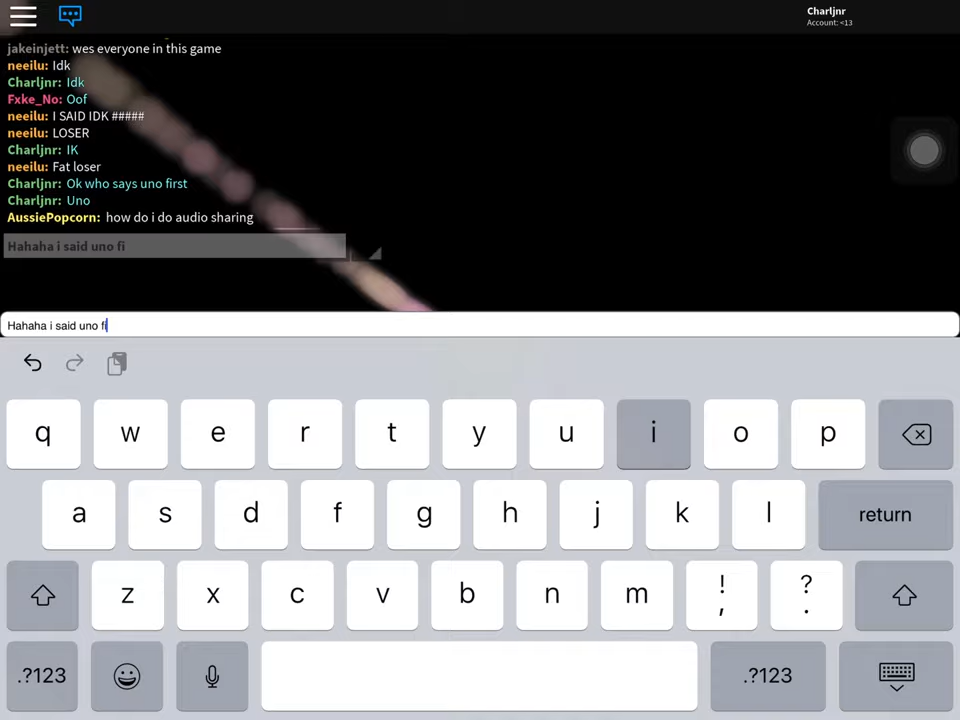 Charljnr
Account: <13
jakeinjett: wes everyone in this game
neeilu: Idk
Charljnr: Idk
Fxke_No: Oof
neeilu: I SAID IDK #####
neeilu: LOSER
Charljnr: IK
neeilu: Fat loser
Charljnr: Ok who says uno first
Charljnr: Uno
AussiePopcorn: how do i do audio sharing
Hahaha i said uno fi
Hahaha i said uno fi
q w e r t y u i o p
a s d f g h j k l return
z x c v b n m ! , ? .
.?123 .?123